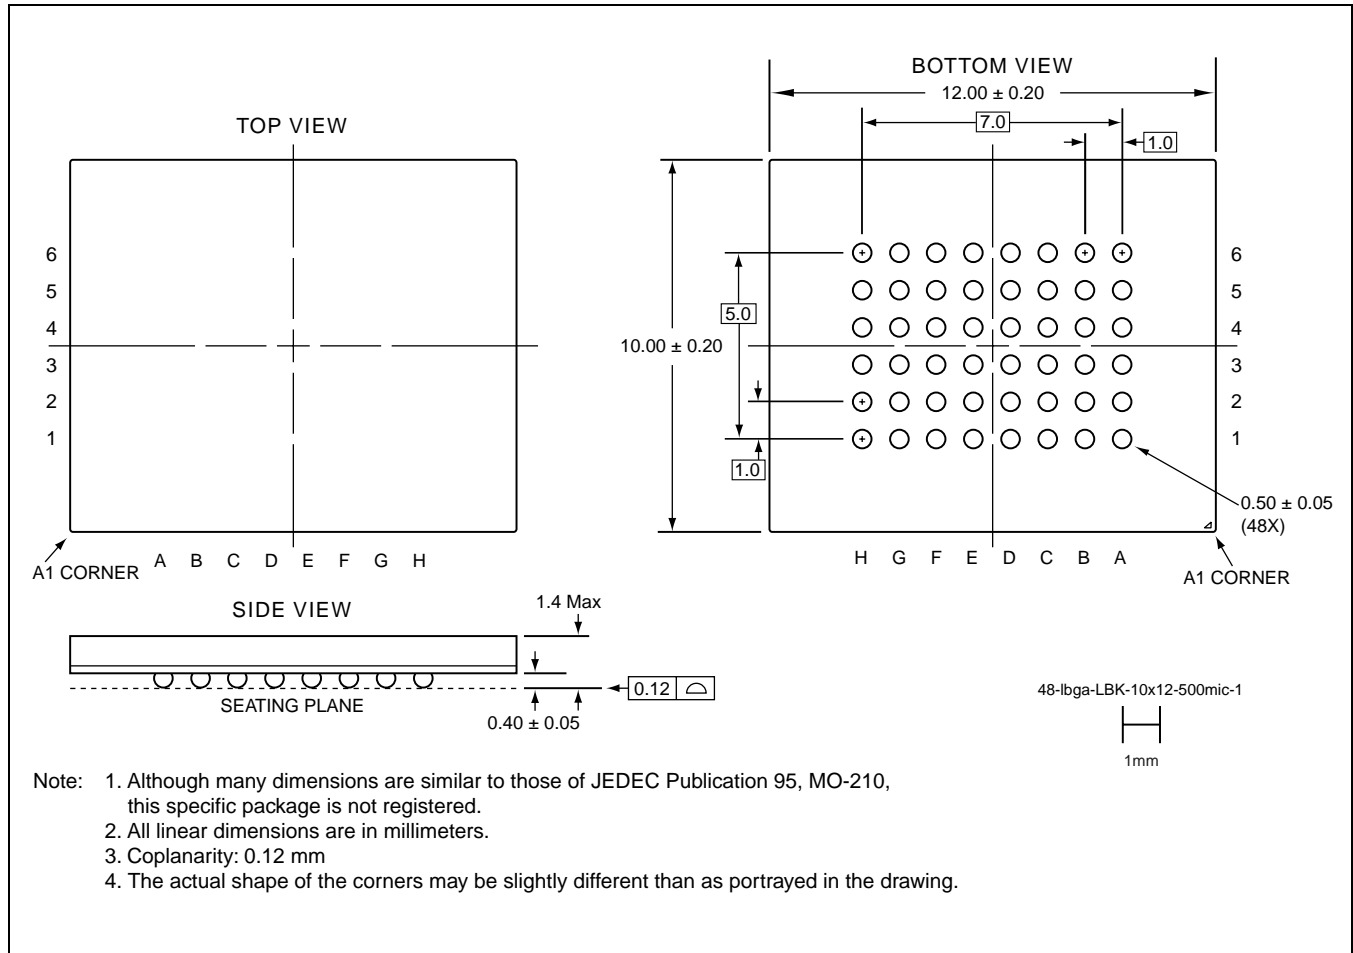 BOTTOM VIEW
12.00 ± 0.20
7.0
1.0
TOP VIEW
6
5
4
3
2
1
A B C D E F G H
A1 CORNER
5.0
10.00 ± 0.20
1.0
6
5
4
3
2
1
0.50 ± 0.05
(48X)
H G F E D C B A
A1 CORNER
SIDE VIEW
1.4 Max
0.12
SEATING PLANE
0.40 ± 0.05
48-lbga-LBK-10x12-500mic-1
1mm
Note: 1. Although many dimensions are similar to those of JEDEC Publication 95, MO-210,
this specific package is not registered.
2. All linear dimensions are in millimeters.
3. Coplanarity: 0.12 mm
4. The actual shape of the corners may be slightly different than as portrayed in the drawing.